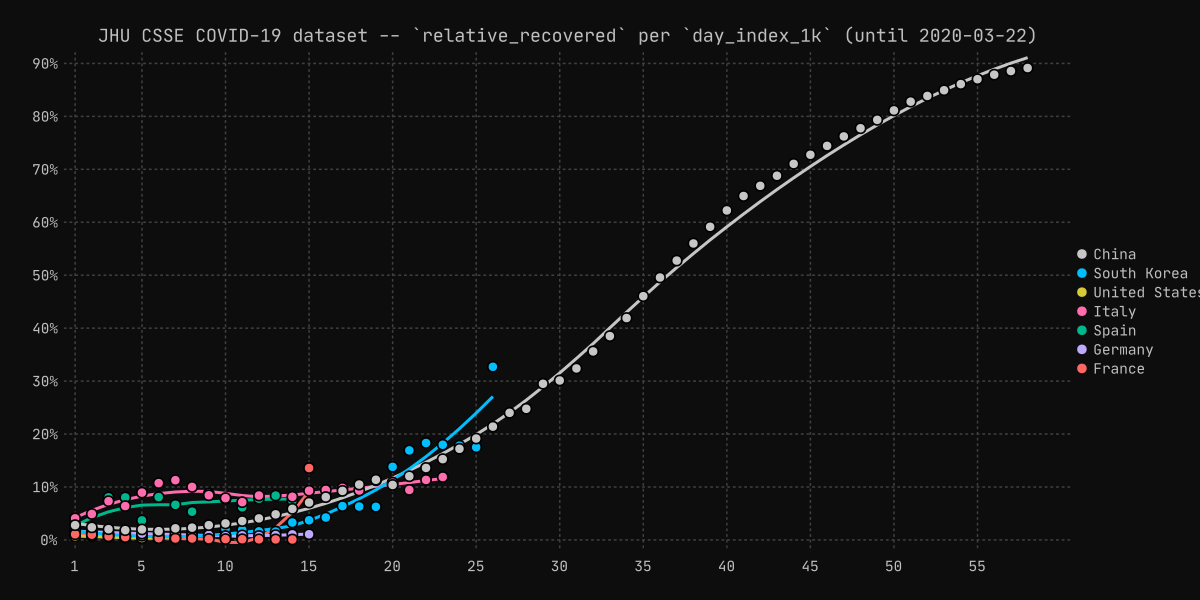 JHU CSSE COVID-19 dataset -- `relative_recovered` per `day_index_1k` (until 2020-03-22)
90%
80%
70%
60%
50%
40%
30%
20%
10%
0%
1 5 10 15 20 25 30 35 40 45 50 55
China
South Korea
United States
Italy
Spain
Germany
France